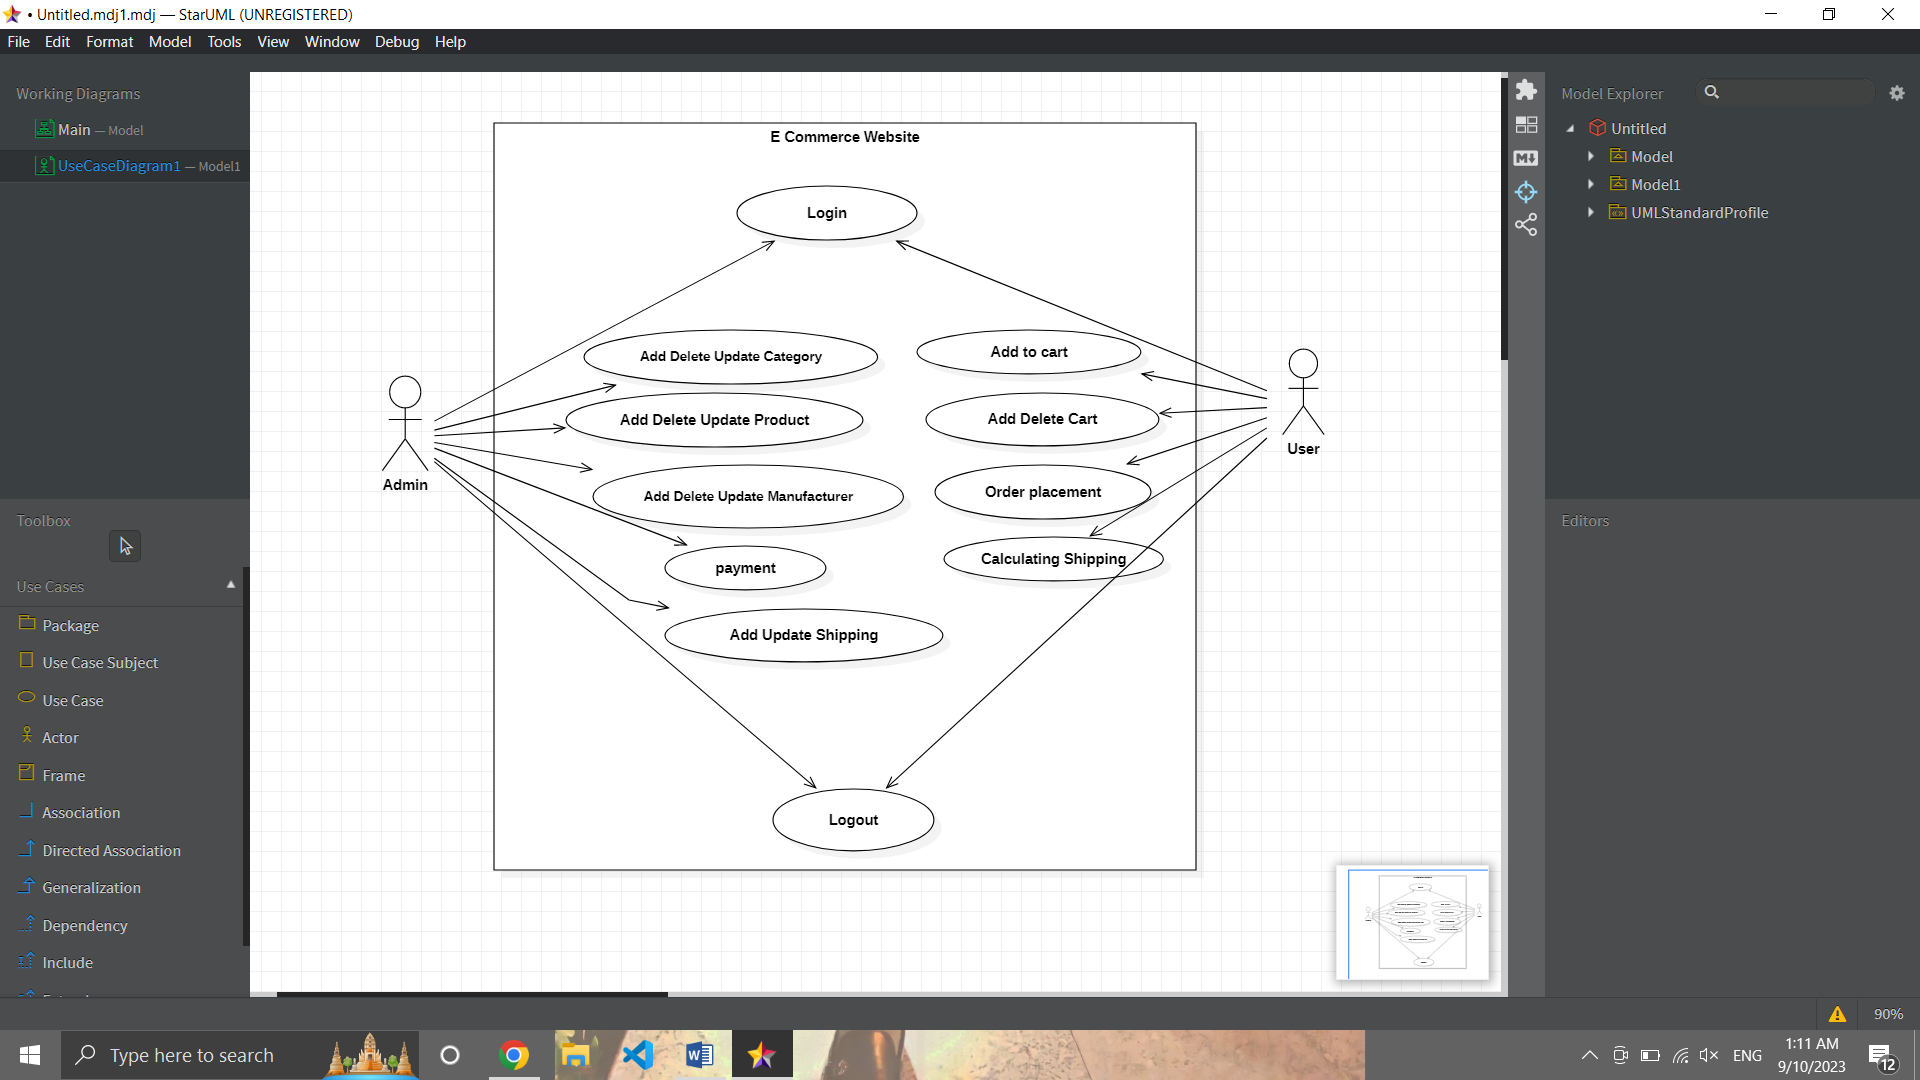 • Untitled.mdj1.mdj — StarUML (UNREGISTERED)
File Edit Format Model Tools View Window Debug Help
Working Diagrams
Main — Model
UseCaseDiagram1 — Model1
Toolbox
Use Cases
Package
Use Case Subject
Use Case
Actor
Frame
Association
Directed Association
Generalization
Dependency
Include
E Commerce Website
Login
Add Delete Update Category
Add to cart
Add Delete Update Product
Add Delete Cart
Admin
User
Add Delete Update Manufacturer
Order placement
payment
Calculating Shipping
Add Update Shipping
Logout
M
Model Explorer
Untitled
Model
Model1
UMLStandardProfile
Editors
90%
Type here to search
ENG
1:11 AM
9/10/2023
12